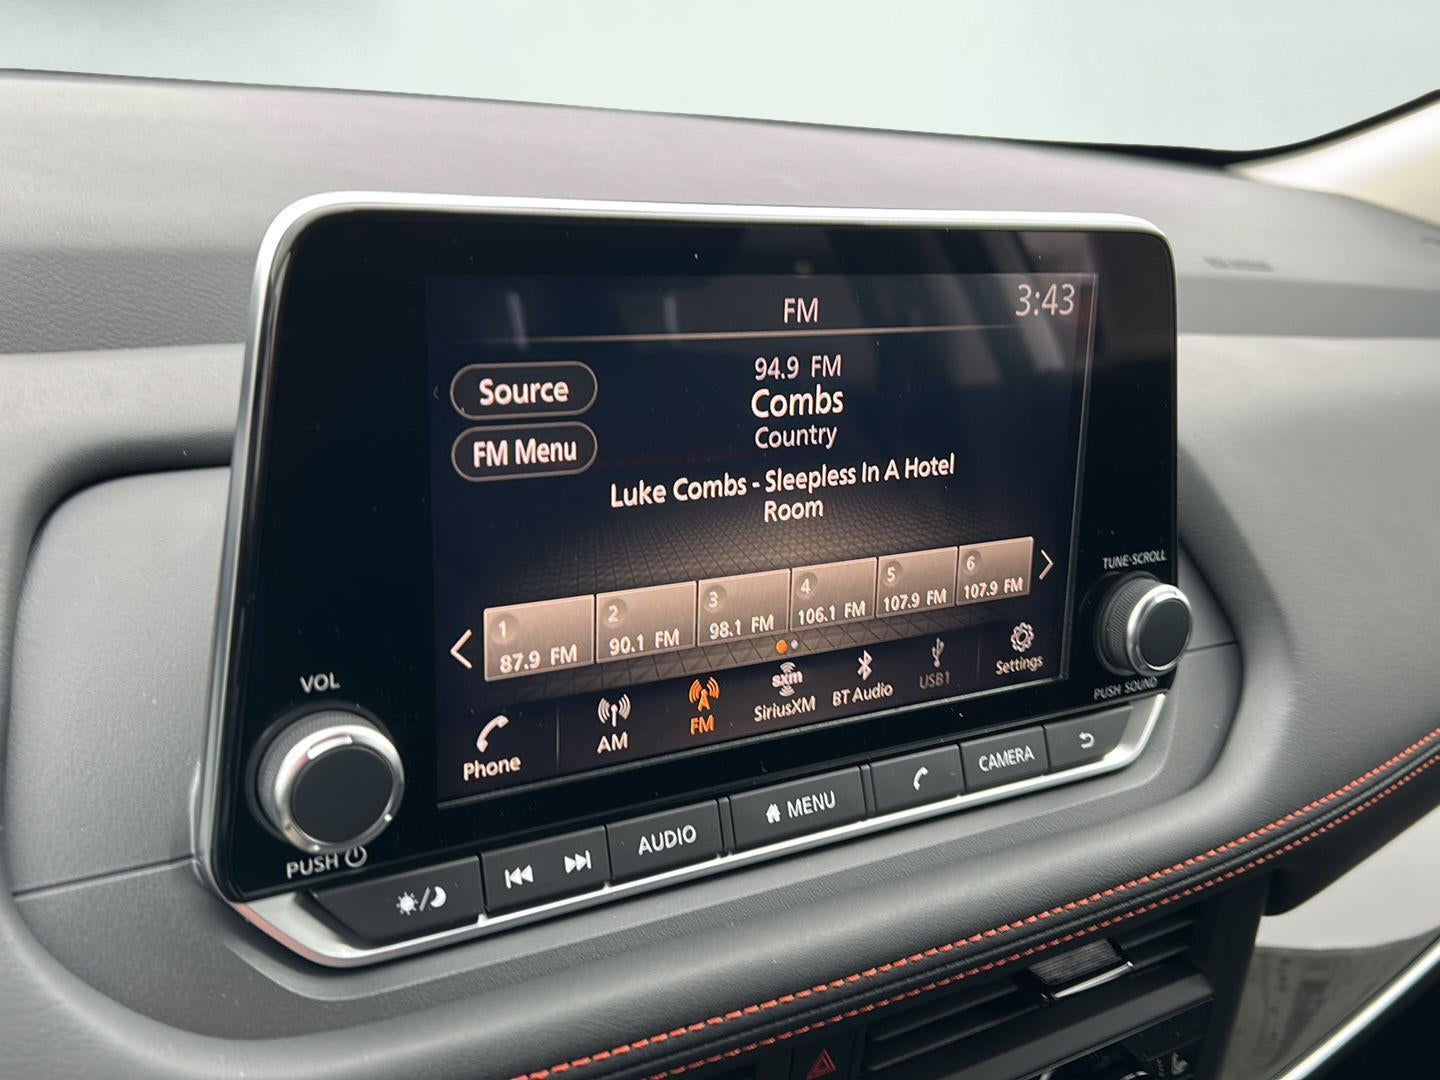 FM
3:43
Source
94.9 FM
Combs
Country
FM Menu
Luke Combs - Sleepless In A Hotel
Room
1
87.9 FM
2
90.1 FM
3
98.1 FM
4
106.1 FM
5
107.9 FM
6
107.9 FM
Phone
AM
FM
sxm
SiriusXM
BT Audio
USB1
Settings
VOL
PUSH
TUNE·SCROLL
PUSH SOUND
AUDIO
MENU
CAMERA